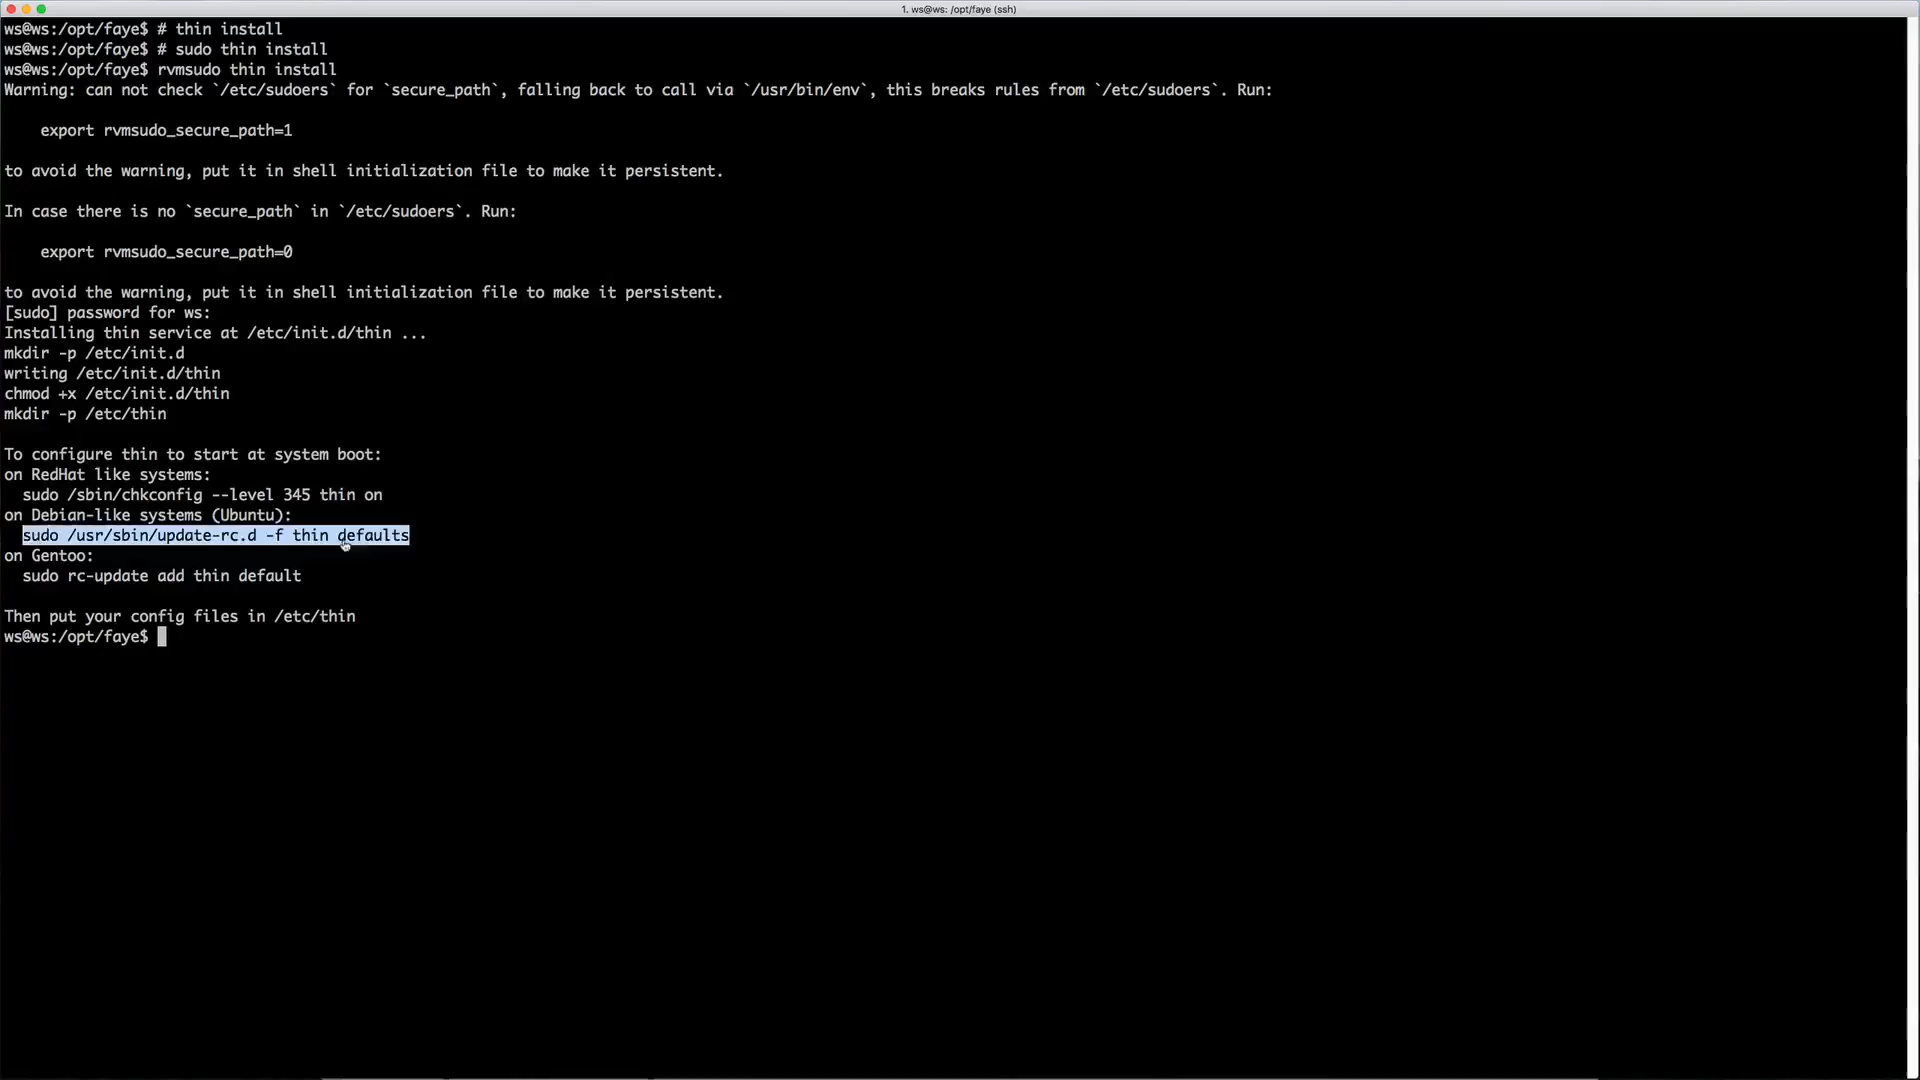 1. ws@ws: /opt/faye (ssh)
ws@ws:/opt/faye$ # thin install
ws@ws:/opt/faye$ # sudo thin install
ws@ws:/opt/faye$ rvmsudo thin install
Warning: can not check `/etc/sudoers` for `secure_path`, falling back to call via `/usr/bin/env`, this breaks rules from `/etc/sudoers`. Run:
export rvmsudo_secure_path=1
to avoid the warning, put it in shell initialization file to make it persistent.
In case there is no `secure_path` in `/etc/sudoers`. Run:
export rvmsudo_secure_path=0
to avoid the warning, put it in shell initialization file to make it persistent.
[sudo] password for ws:
Installing thin service at /etc/init.d/thin ...
mkdir -p /etc/init.d
writing /etc/init.d/thin
chmod +x /etc/init.d/thin
mkdir -p /etc/thin
To configure thin to start at system boot:
on RedHat like systems:
sudo /sbin/chkconfig --level 345 thin on
on Debian-like systems (Ubuntu):
sudo /usr/sbin/update-rc.d -f thin defaults
on Gentoo:
sudo rc-update add thin default
Then put your config files in /etc/thin
ws@ws:/opt/faye$